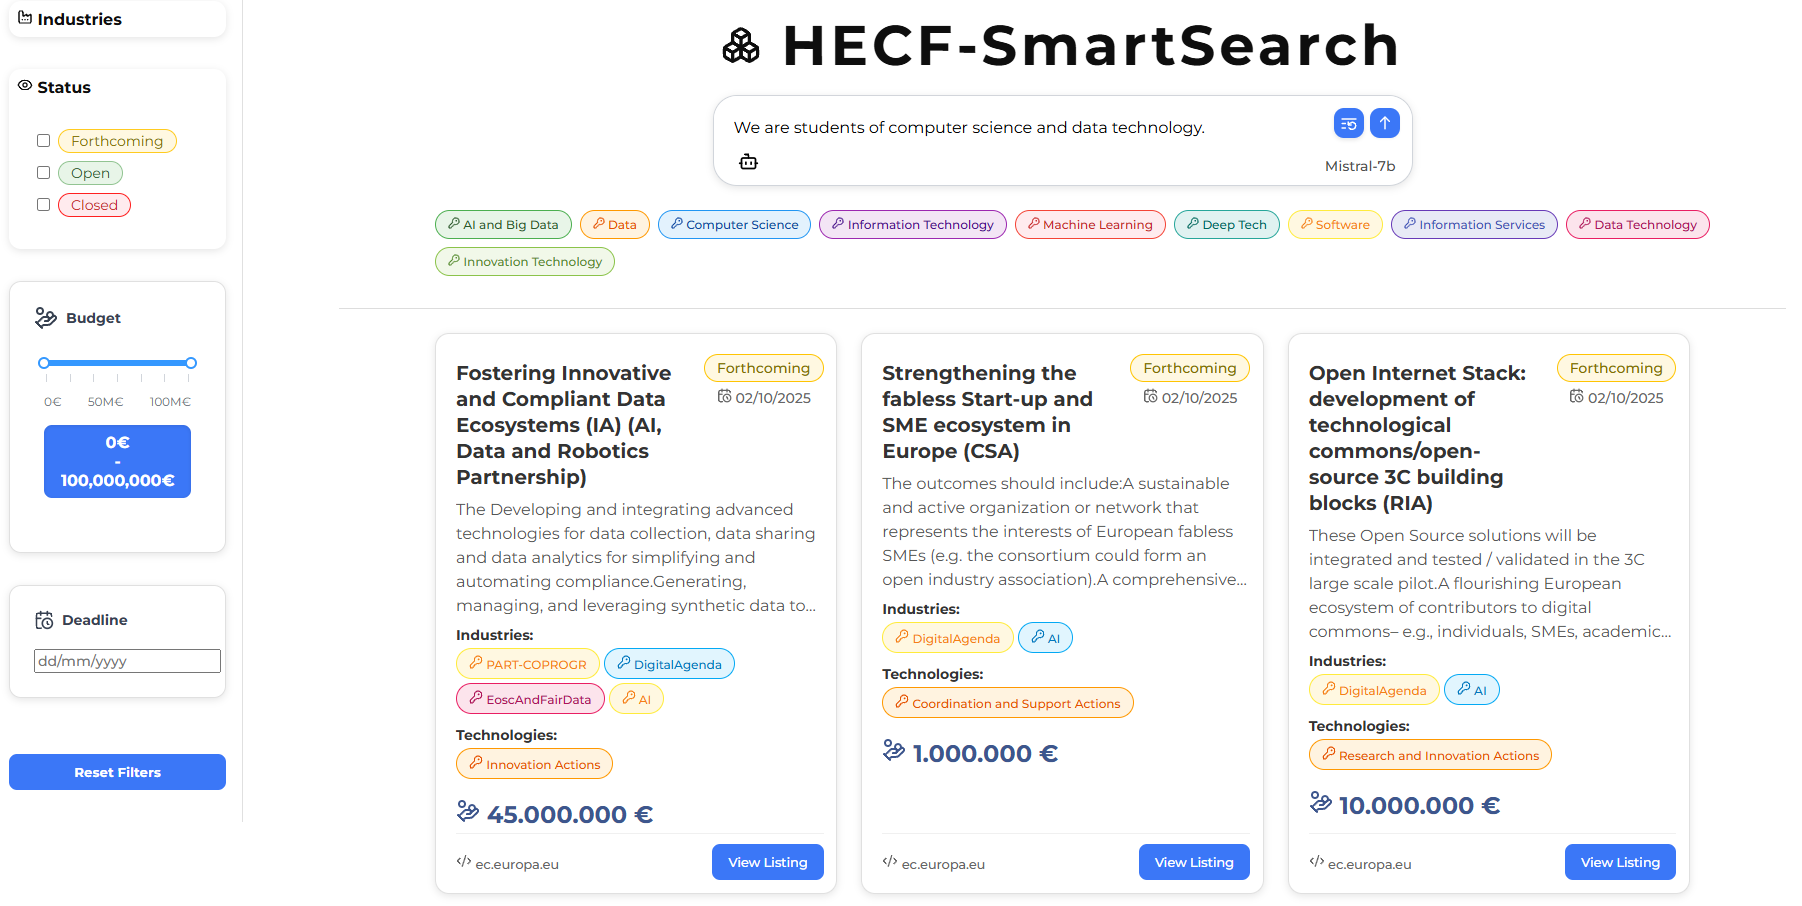 Industries
Status
Forthcoming
Open
Closed
Budget
0€ 50M€ 100M€
0€
-
100,000,000€
Deadline
dd/mm/yyyy
Reset Filters
HECF-SmartSearch
We are students of computer science and data technology.
Mistral-7b
AI and Big Data Data Computer Science Information Technology Machine Learning Deep Tech Software Information Services Data Technology
Innovation Technology
Fostering Innovative
and Compliant Data
Ecosystems (IA) (AI,
Data and Robotics
Partnership)
Forthcoming
02/10/2025
The Developing and integrating advanced
technologies for data collection, data sharing
and data analytics for simplifying and
automating compliance.Generating,
managing, and leveraging synthetic data to...
Industries:
PART-COPROGR DigitalAgenda
EoscAndFairData AI
Technologies:
Innovation Actions
45.000.000 €
ec.europa.eu
View Listing
Strengthening the
fabless Start-up and
SME ecosystem in
Europe (CSA)
Forthcoming
02/10/2025
The outcomes should include:A sustainable
and active organization or network that
represents the interests of European fabless
SMEs (e.g. the consortium could form an
open industry association).A comprehensive...
Industries:
DigitalAgenda AI
Technologies:
Coordination and Support Actions
1.000.000 €
ec.europa.eu
View Listing
Open Internet Stack:
development of
technological
commons/open-
source 3C building
blocks (RIA)
Forthcoming
02/10/2025
These Open Source solutions will be
integrated and tested / validated in the 3C
large scale pilot.A flourishing European
ecosystem of contributors to digital
commons– e.g., individuals, SMEs, academic...
Industries:
DigitalAgenda AI
Technologies:
Research and Innovation Actions
10.000.000 €
ec.europa.eu
View Listing